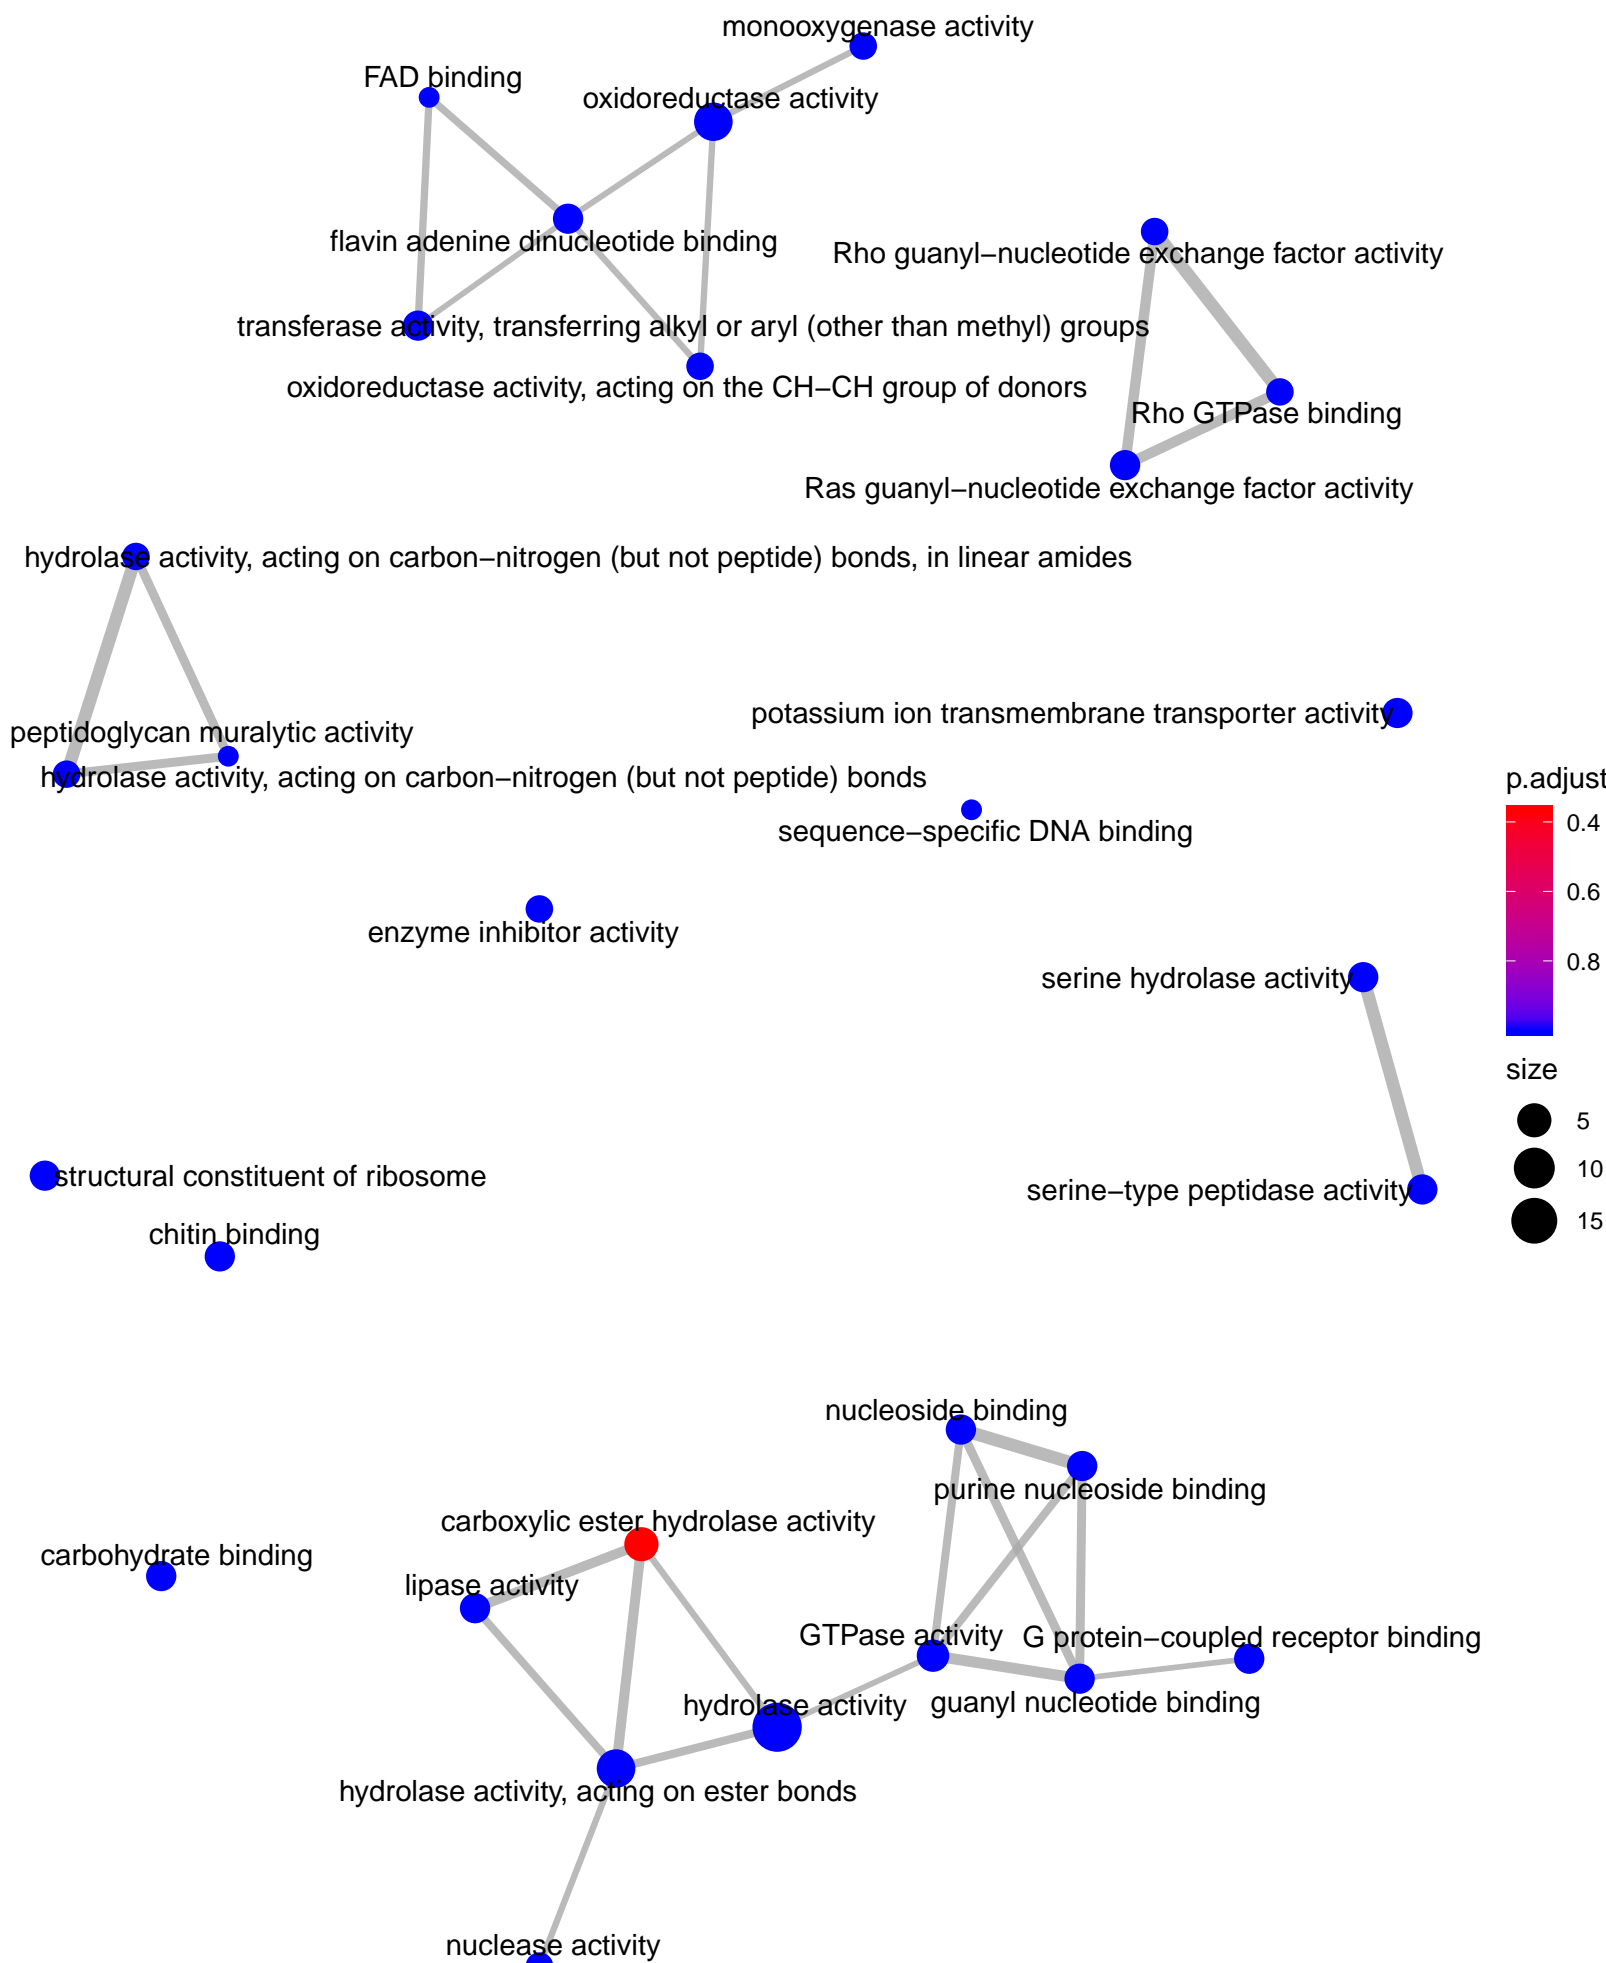 monooxygenase activity
FAD binding
oxidoreductase activity
flavin adenine dinucleotide binding
Rho guanyl−nucleotide exchange factor activity
transferase activity, transferring alkyl or aryl (other than methyl) groups
oxidoreductase activity, acting on the CH−CH group of donors
Rho GTPase binding
Ras guanyl−nucleotide exchange factor activity
hydrolase activity, acting on carbon−nitrogen (but not peptide) bonds, in linear amides
potassium ion transmembrane transporter activity
peptidoglycan muralytic activity
hydrolase activity, acting on carbon−nitrogen (but not peptide) bonds
sequence−specific DNA binding
enzyme inhibitor activity
serine hydrolase activity
structural constituent of ribosome
serine−type peptidase activity
chitin binding
nucleoside binding
purine nucleoside binding
carboxylic ester hydrolase activity
carbohydrate binding
lipase activity
GTPase activity
G protein−coupled receptor binding
hydrolase activity
guanyl nucleotide binding
hydrolase activity, acting on ester bonds
nuclease activity
p.adjust
0.4
0.6
0.8
size
5
10
15